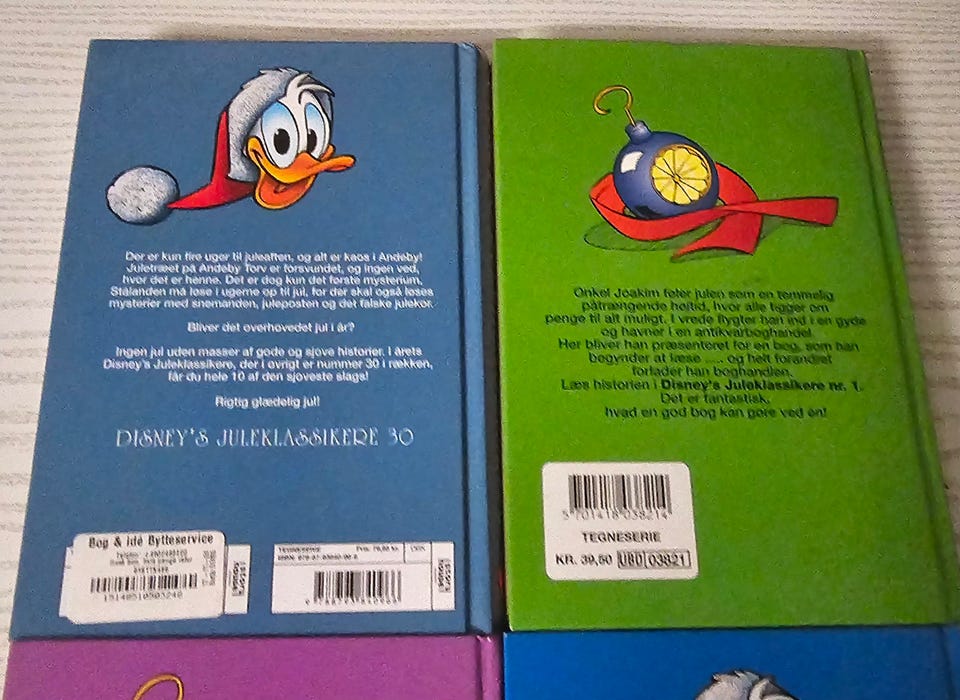 Der er kun fire uger til juleaften, og alt er kaos i Andeby!
Juletræet på Andeby Torv er forsvundet, og ingen ved,
hvor det er henne. Det er dog kun det første mysterium.
Stålanden må løse i ugerne op til jul, for der skal også løses
mysterier med snemanden, juleposten og det falske julekor.
Bliver det overhovedet jul i år?
Ingen jul uden masser af gode og sjove historier. I årets
Disney's Juleklassikere, der i øvrigt er nummer 30 i rækken,
får du hele 10 af den sjoveste slags!
Rigtig glædelig jul!
DISNEY'S JULEKLASSIKERE 30
Bog & idé Bytteservice
1514051050324
TEGNESERIE
Onkel Joakim føler julen som en temmelig
påtrængende højtid, hvor alle tigger om
penge til alt muligt. I vrede flygter han ind i en gyde
og havner i en antikvarboghandel.
Her bliver han præsenteret for en bog, som han
begynder at læse ..... og helt forandret
forlader han boghandlen.
Læs historien i Disney's Juleklassikere nr. 1.
Det er fantastisk,
hvad en god bog kan gøre ved en!
5 701418 038214
TEGNESERIE
KR. 39,50 UBD 03821